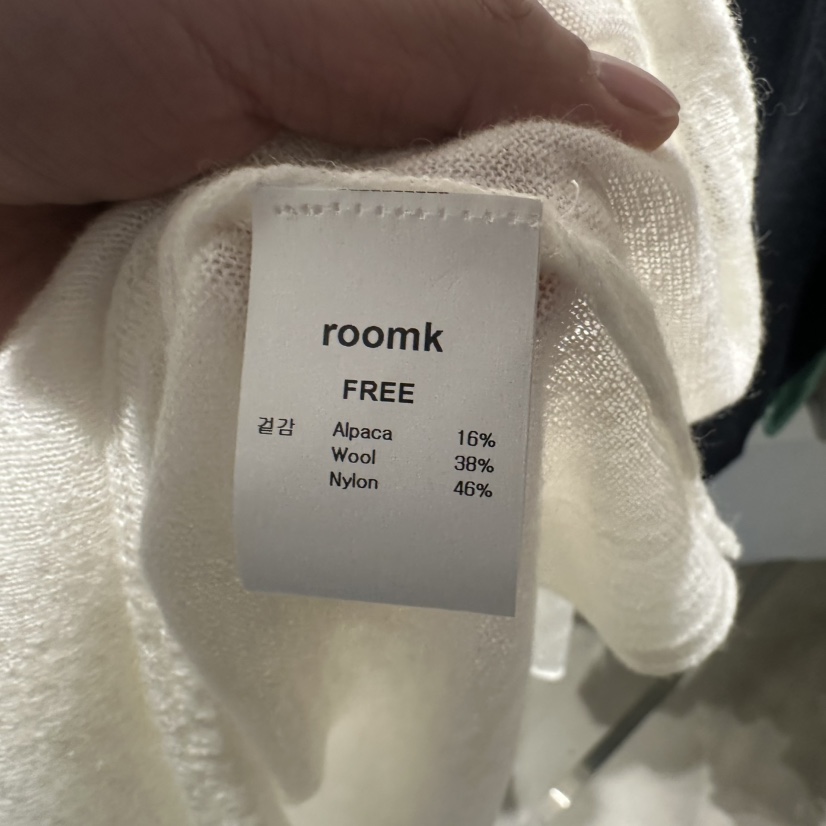 roomk
FREE
겉감 Alpaca 16%
Wool 38%
Nylon 46%